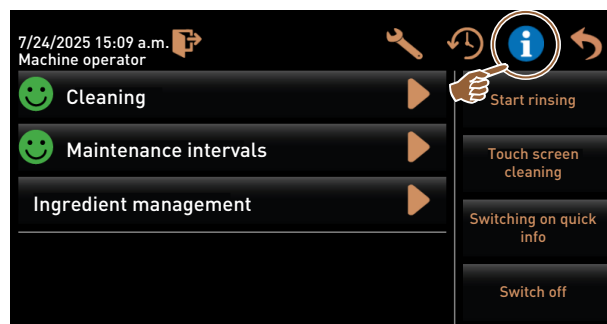 7/24/2025 15:09 a.m.
Machine operator
Cleaning
Maintenance intervals
Ingredient management
Start rinsing
Touch screen
cleaning
Switching on quick
info
Switch off